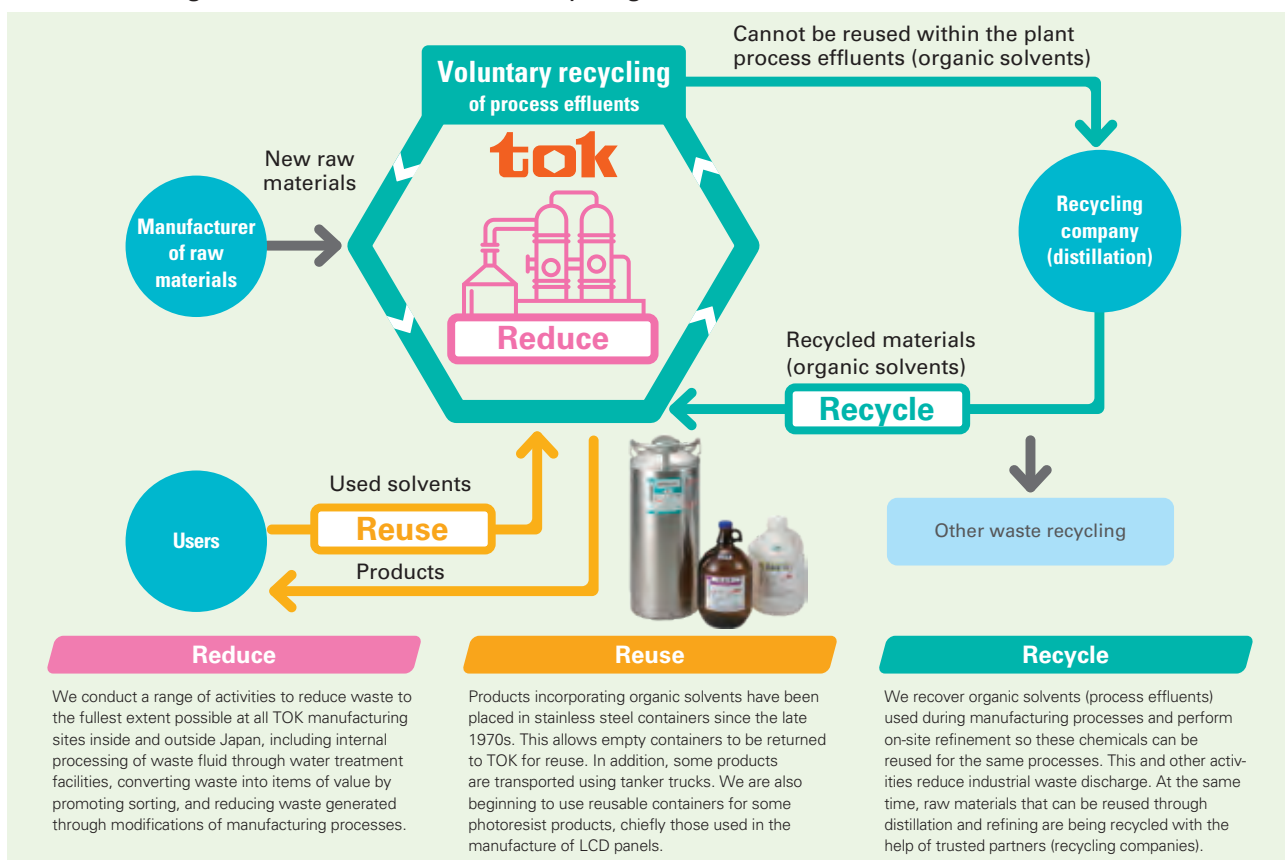 Cannot be reused within the plant
process effluents (organic solvents)
Voluntary recycling
of process effluents
tok
New raw
materials
Manufacturer
of raw
materials
Recycling
company
(distillation)
Reduce
Recycled materials
(organic solvents)
Recycle
Used solvents
Reuse
Users
Products
Other waste recycling
Reduce
We conduct a range of activities to reduce waste to
the fullest extent possible at all TOK manufacturing
sites inside and outside Japan, including internal
processing of waste fluid through water treatment
facilities, converting waste into items of value by
promoting sorting, and reducing waste generated
through modifications of manufacturing processes.
Reuse
Products incorporating organic solvents have been
placed in stainless steel containers since the late
1970s. This allows empty containers to be returned
to TOK for reuse. In addition, some products
are transported using tanker trucks. We are also
beginning to use reusable containers for some
photoresist products, chiefly those used in the
manufacture of LCD panels.
Recycle
We recover organic solvents (process effluents)
used during manufacturing processes and perform
on-site refinement so these chemicals can be
reused for the same processes. This and other activ-
ities reduce industrial waste discharge. At the same
time, raw materials that can be reused through
distillation and refining are being recycled with the
help of trusted partners (recycling companies).